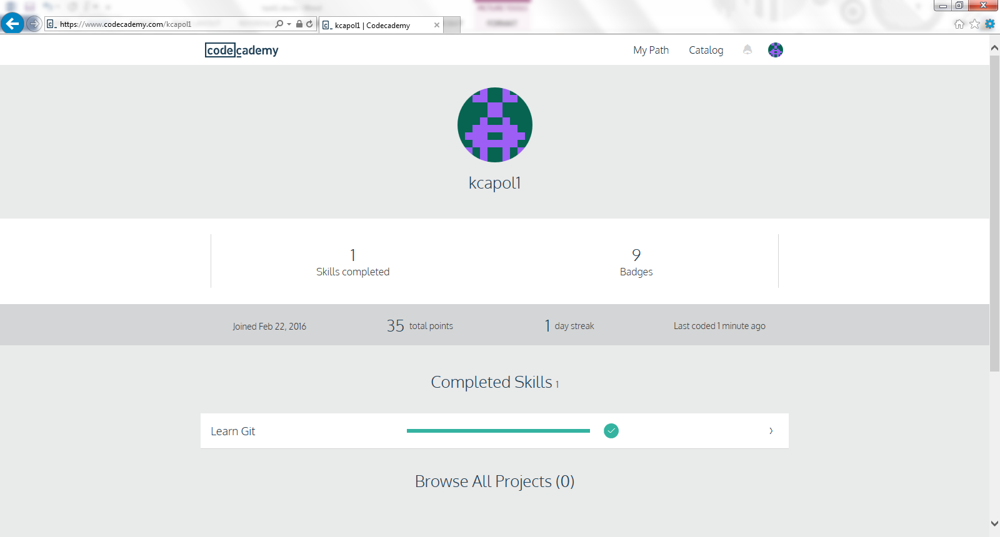 https://www.codecademy.com/kcapol1
kcapol1 | Codecademy
codecademy
My Path
Catalog
kcapol1
1
Skills completed
9
Badges
Joined Feb 22, 2016
35 total points
1 day streak
Last coded 1 minute ago
Completed Skills 1
Learn Git
Browse All Projects (0)